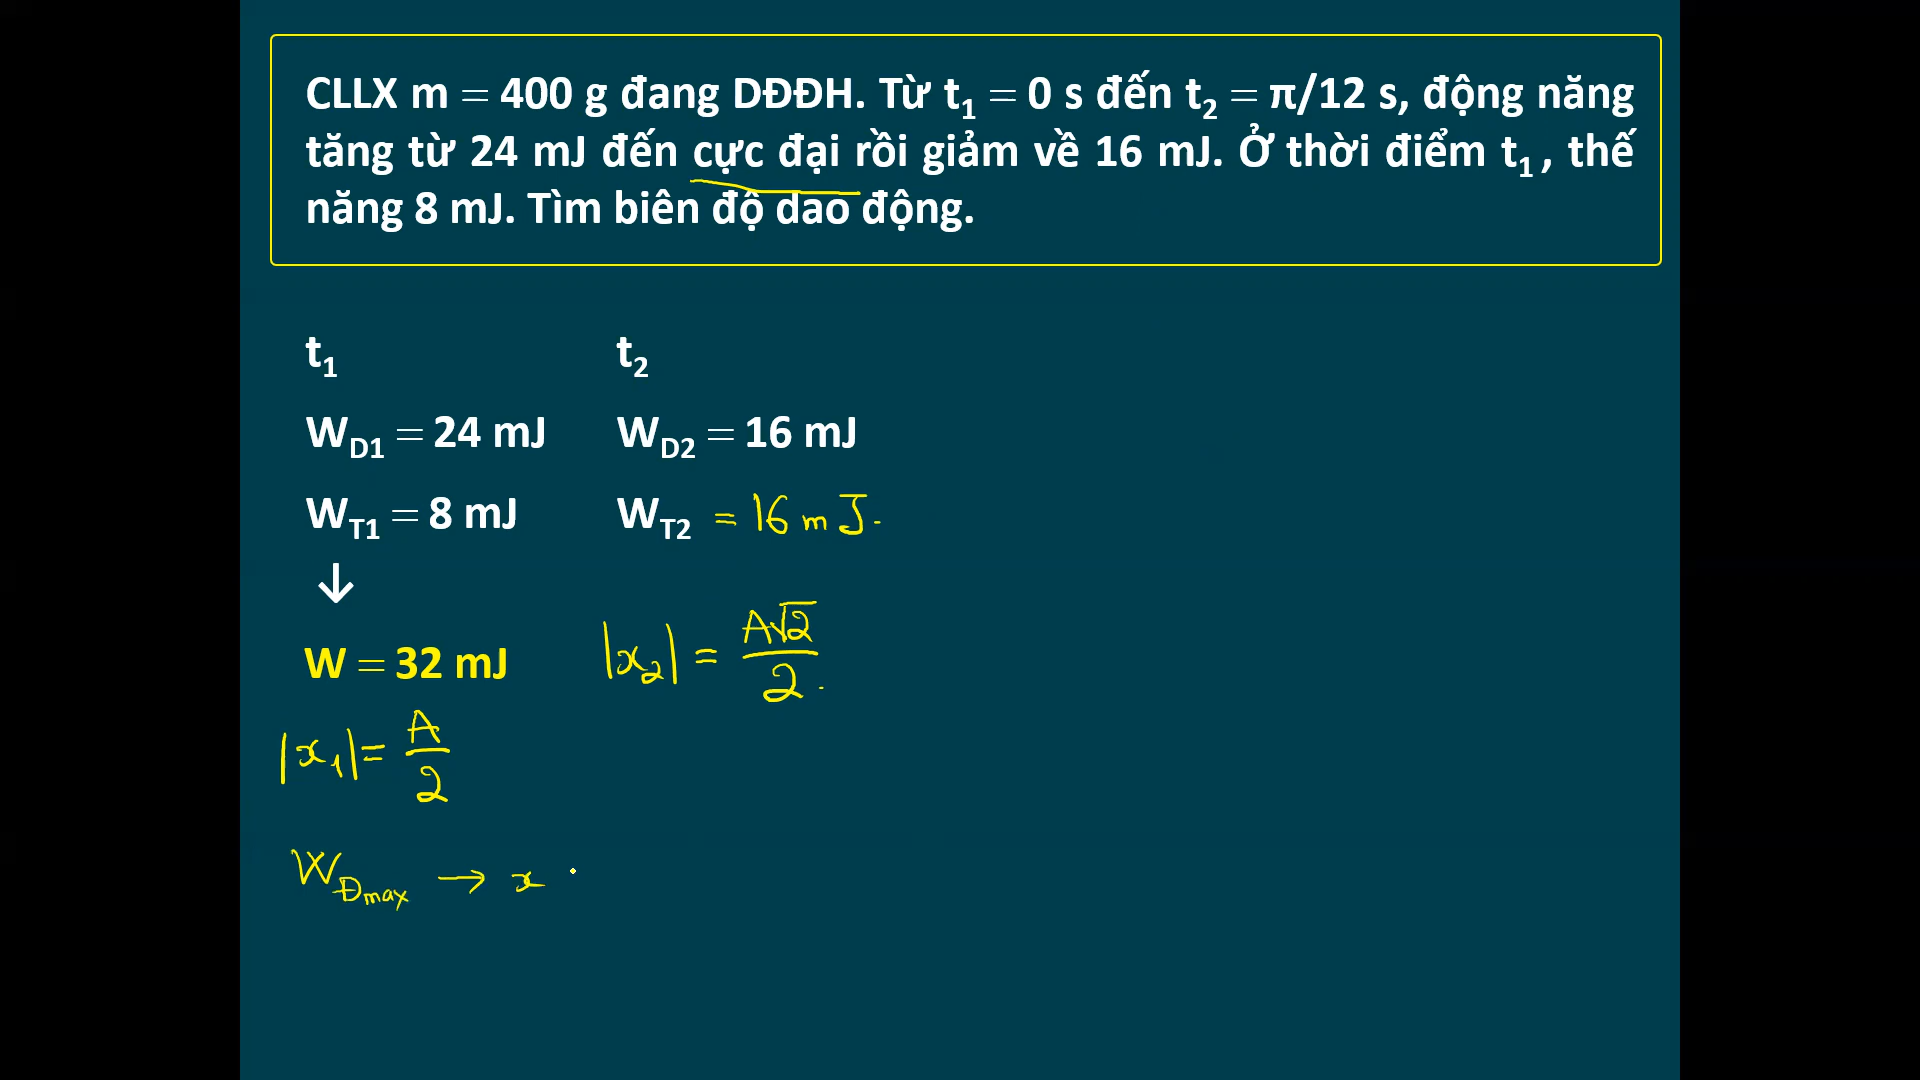 CLLX m = 400 g đang DĐĐH. Từ t₁ = 0 s đến t₂ = π/12 s, động năng
tăng từ 24 mJ đến cực đại rồi giảm về 16 mJ. Ở thời điểm t₁, thế
năng 8 mJ. Tìm biên độ dao động.
t₁ t₂
W_D1 = 24 mJ W_D2 = 16 mJ
W_T1 = 8 mJ W_T2 = 16 mJ.
↓
W = 32 mJ |x₂| = A√2/2.
|x₁| = A/2
W_Đmax → x